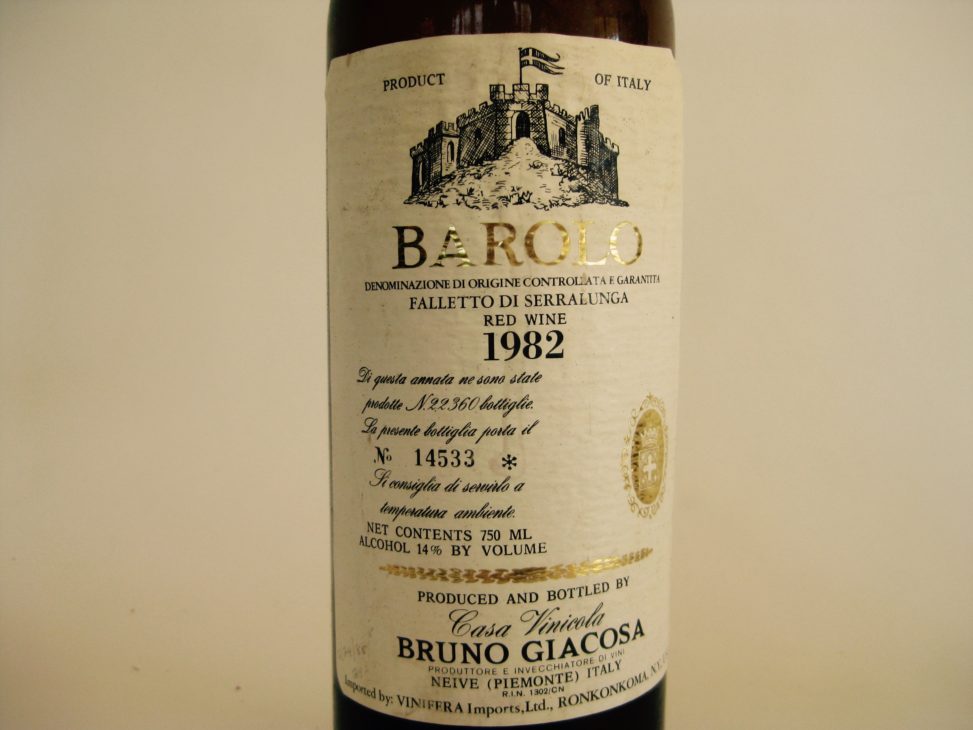 PRODUCT OF ITALY
BAROLO
DENOMINAZIONE DI ORIGINE CONTROLLATA E GARANTITA
FALLETTO DI SERRALUNGA
RED WINE
1982
Di questa annata ne sono state
prodotte N. 22360 bottiglie.
La presente bottiglia porta il
No 14533 *
Si consiglia di servirlo a
temperatura ambiente.
NET CONTENTS 750 ML
ALCOHOL 14% BY VOLUME
PRODUCED AND BOTTLED BY
Casa Vinicola
BRUNO GIACOSA
PRODUTTORE E INVECCHIATORE DI VINI
NEIVE (PIEMONTE) ITALY
R.I.N. 1302/CN
Imported by: VINIFERA Imports, Ltd., RONKONKOMA, N.Y.